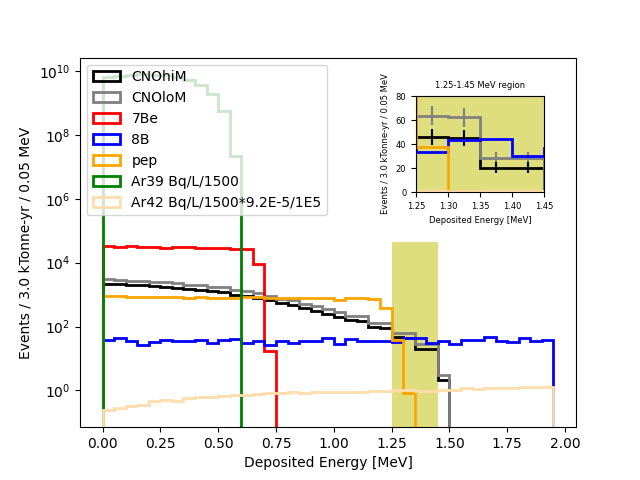 10^10
10^8
10^6
10^4
10^2
10^0
Events / 3.0 kTonne-yr / 0.05 MeV
CNOhiM
CNOloM
7Be
8B
pep
Ar39 Bq/L/1500
Ar42 Bq/L/1500*9.2E-5/1E5
1.25-1.45 MeV region
80
60
40
20
0
Events / 3.0 kTonne-yr / 0.05 MeV
1.25 1.30 1.35 1.40 1.45
Deposited Energy [MeV]
0.00 0.25 0.50 0.75 1.00 1.25 1.50 1.75 2.00
Deposited Energy [MeV]